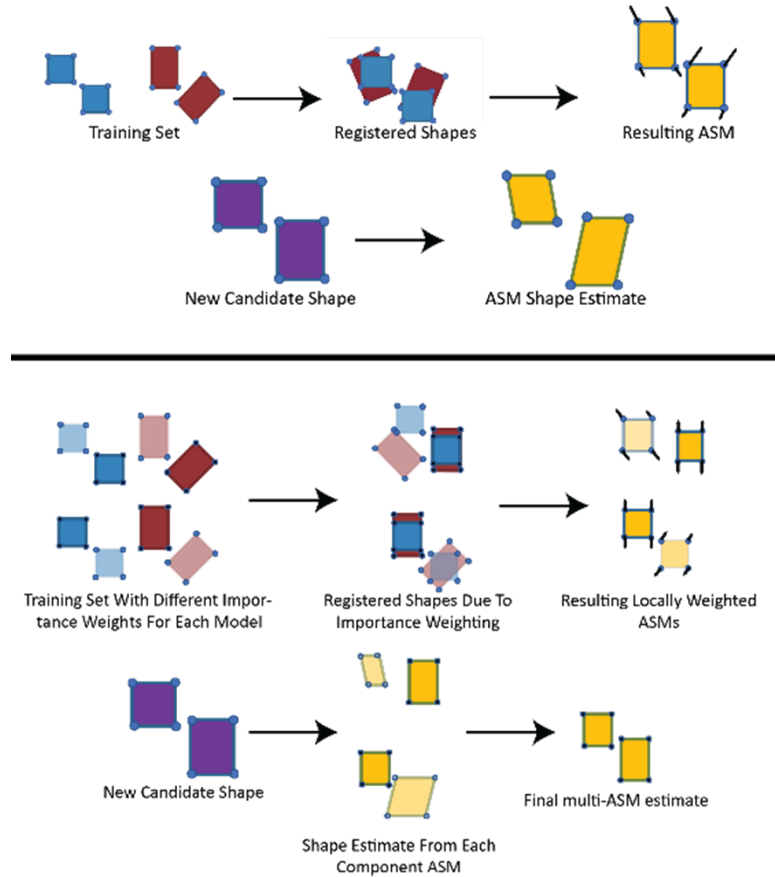 Training Set
Registered Shapes
Resulting ASM
New Candidate Shape
ASM Shape Estimate
Training Set With Different Impor-
tance Weights For Each Model
Registered Shapes Due To
Importance Weighting
Resulting Locally Weighted
ASMs
New Candidate Shape
Shape Estimate From Each
Component ASM
Final multi-ASM estimate